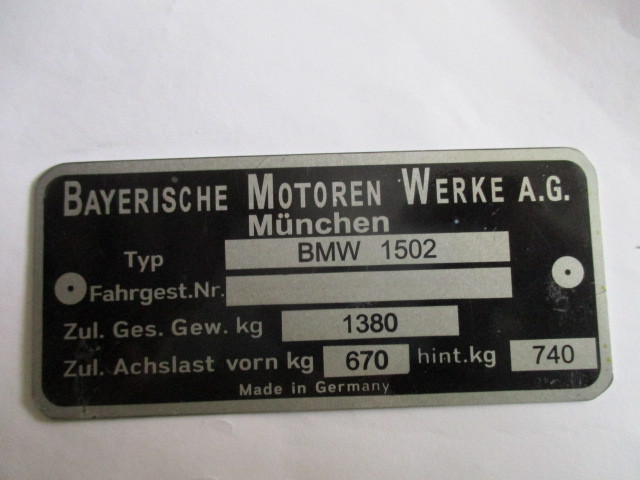 BAYERISCHE MOTOREN WERKE A.G.
München
Typ BMW 1502
Fahrgest.Nr.
Zul. Ges. Gew. kg 1380
Zul. Achslast vorn kg 670 hint.kg 740
Made in Germany